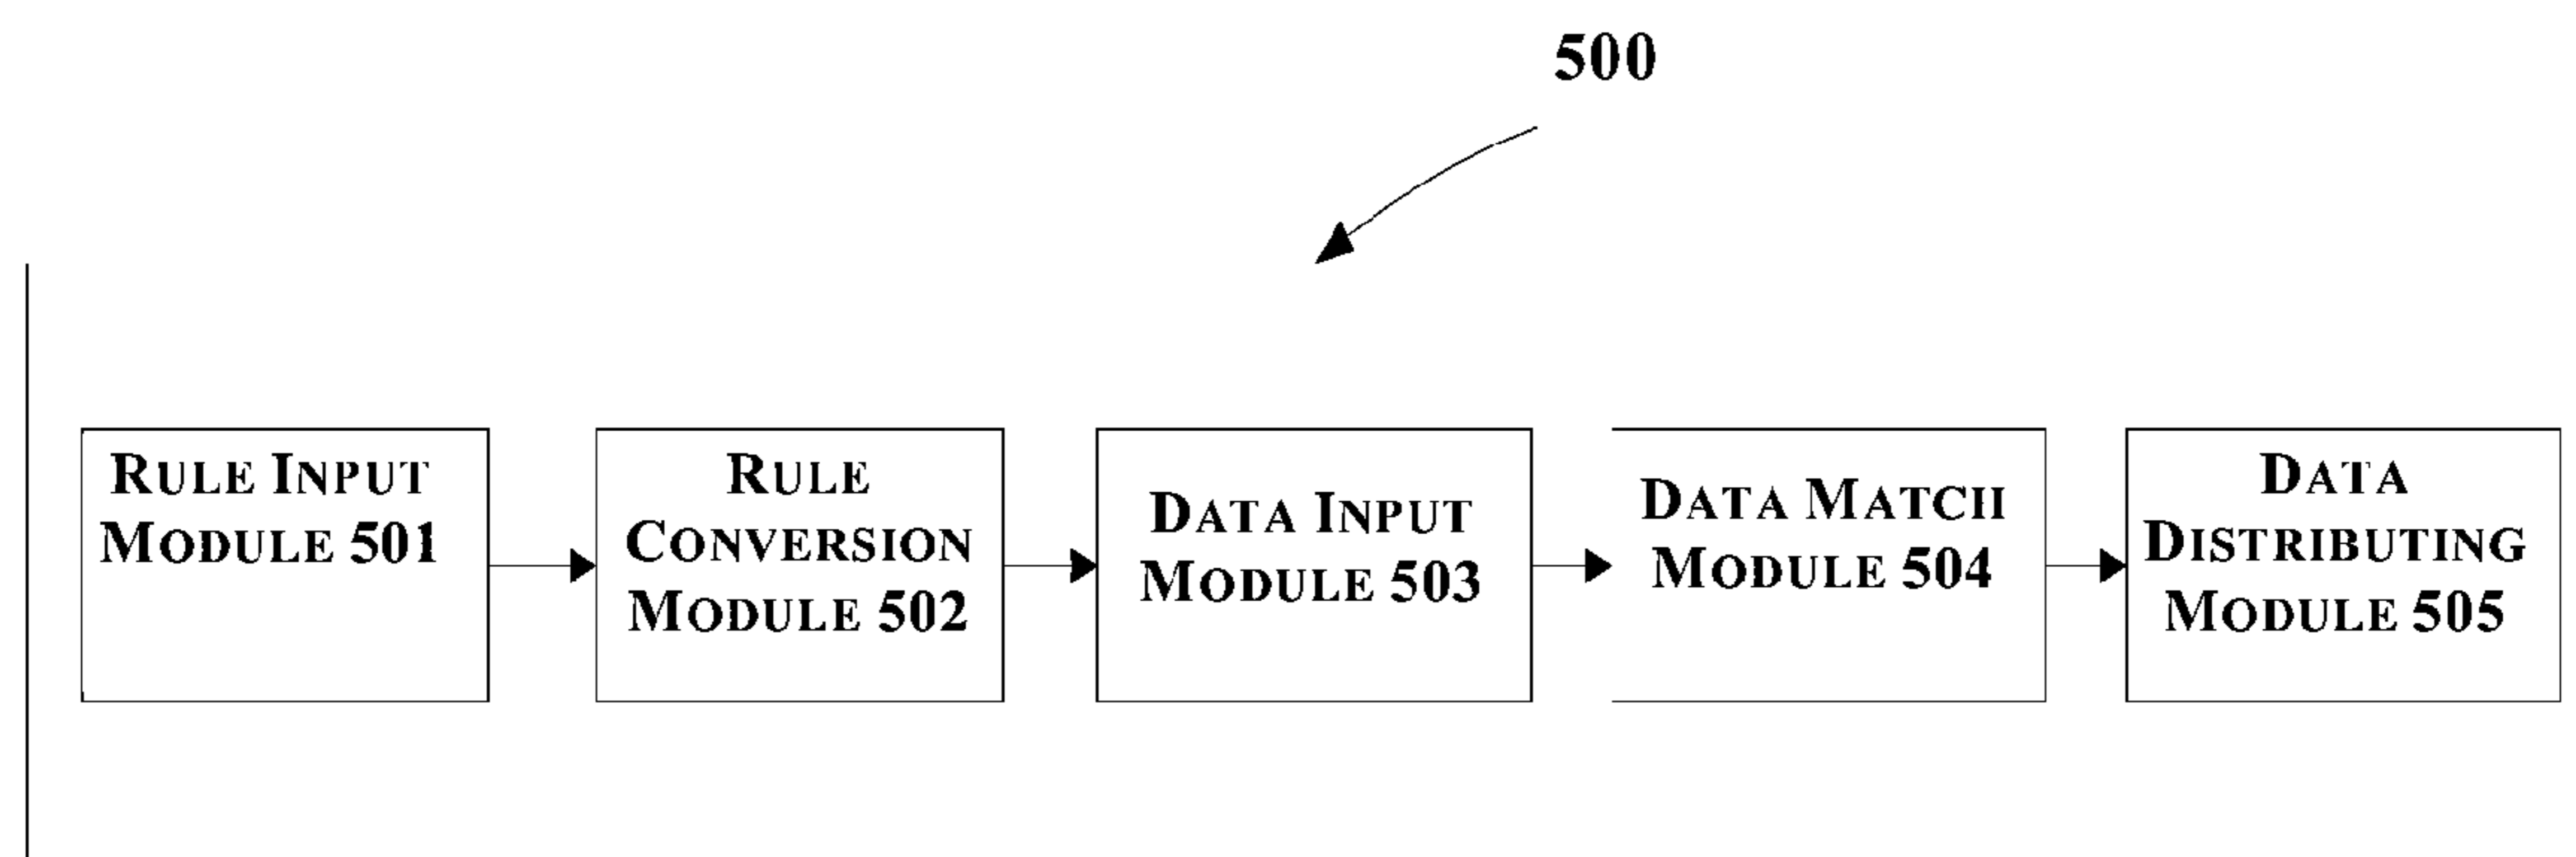 500
RULE INPUT
MODULE 501
RULE
CONVERSION
MODULE 502
DATA INPUT
MODULE 503
DATA MATCH
MODULE 504
DATA
DISTRIBUTING
MODULE 505